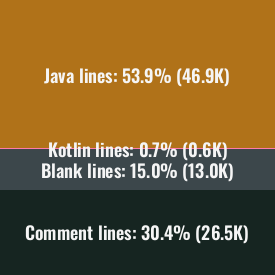 Java lines: 53.9% (46.9K)
Kotlin lines: 0.7% (0.6K)
Blank lines: 15.0% (13.0K)
Comment lines: 30.4% (26.5K)